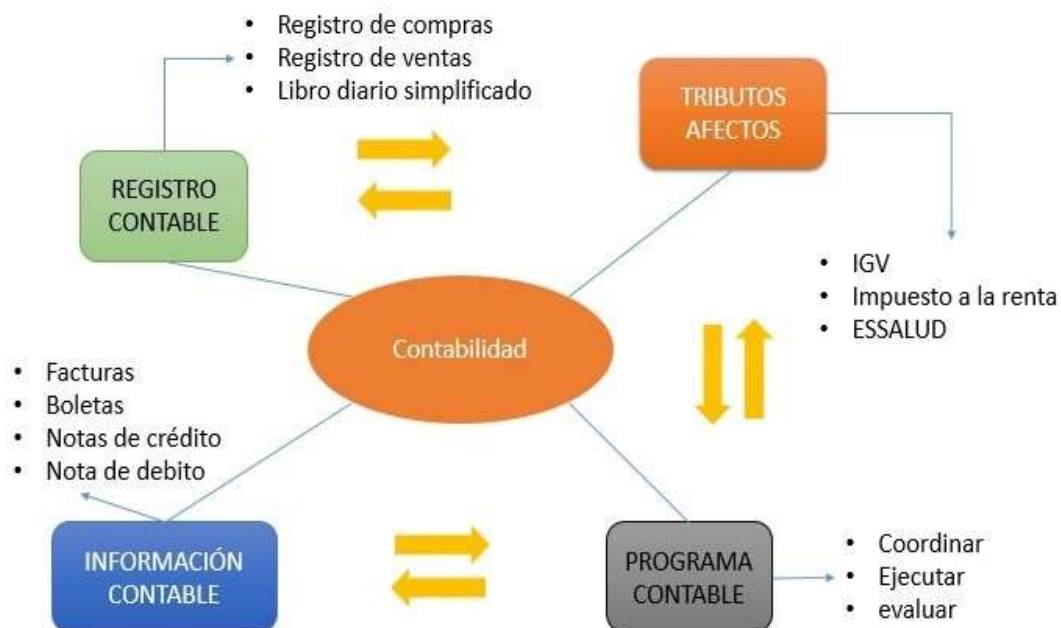 • Registro de compras
• Registro de ventas
• Libro diario simplificado
TRIBUTOS
AFECTOS
REGISTRO
CONTABLE
• IGV
• Impuesto a la renta
• ESSALUD
Contabilidad
• Facturas
• Boletas
• Notas de crédito
• Nota de debito
INFORMACIÓN
CONTABLE
PROGRAMA
CONTABLE
• Coordinar
• Ejecutar
• evaluar